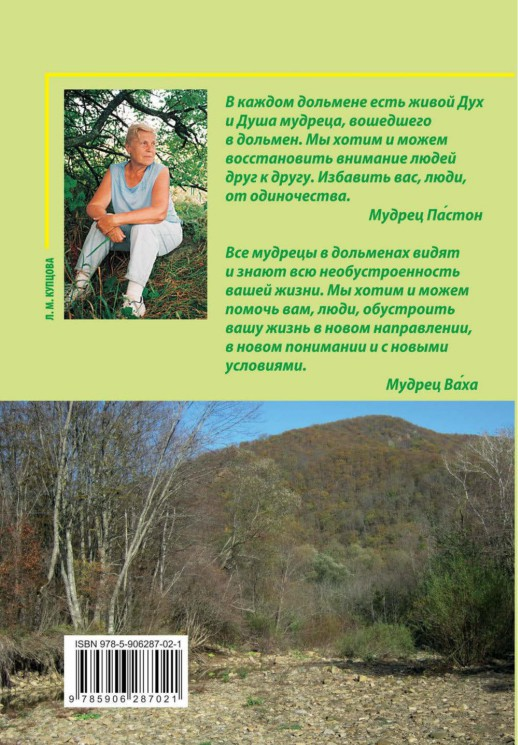 В каждом дольмене есть живой Дух
и Душа мудреца, вошедшего
в дольмен. Мы хотим и можем
восстановить внимание людей
друг к другу. Избавить вас, люди,
от одиночества.
Мудрец Па́стон
Все мудрецы в дольменах видят
и знают всю необустроенность
вашей жизни. Мы хотим и можем
помочь вам, люди, обустроить
вашу жизнь в новом направлении,
в новом понимании и с новыми
условиями.
Мудрец Ва́ха
Л. М. КУПЦОВА
ISBN 978-5-906287-02-1
9 785906 287021